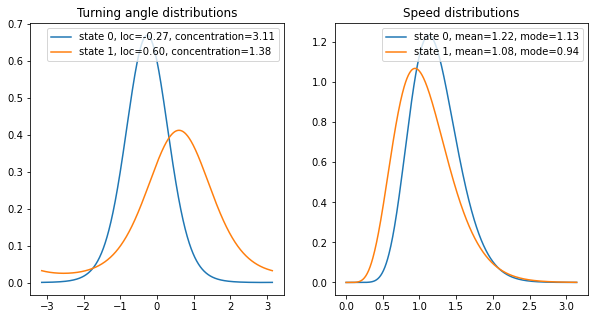 Turning angle distributions
state 0, loc=-0.27, concentration=3.11
state 1, loc=0.60, concentration=1.38
0.7
0.6
0.5
0.4
0.3
0.2
0.1
0.0
−3 −2 −1 0 1 2 3
Speed distributions
state 0, mean=1.22, mode=1.13
state 1, mean=1.08, mode=0.94
1.2
1.0
0.8
0.6
0.4
0.2
0.0
0.0 0.5 1.0 1.5 2.0 2.5 3.0